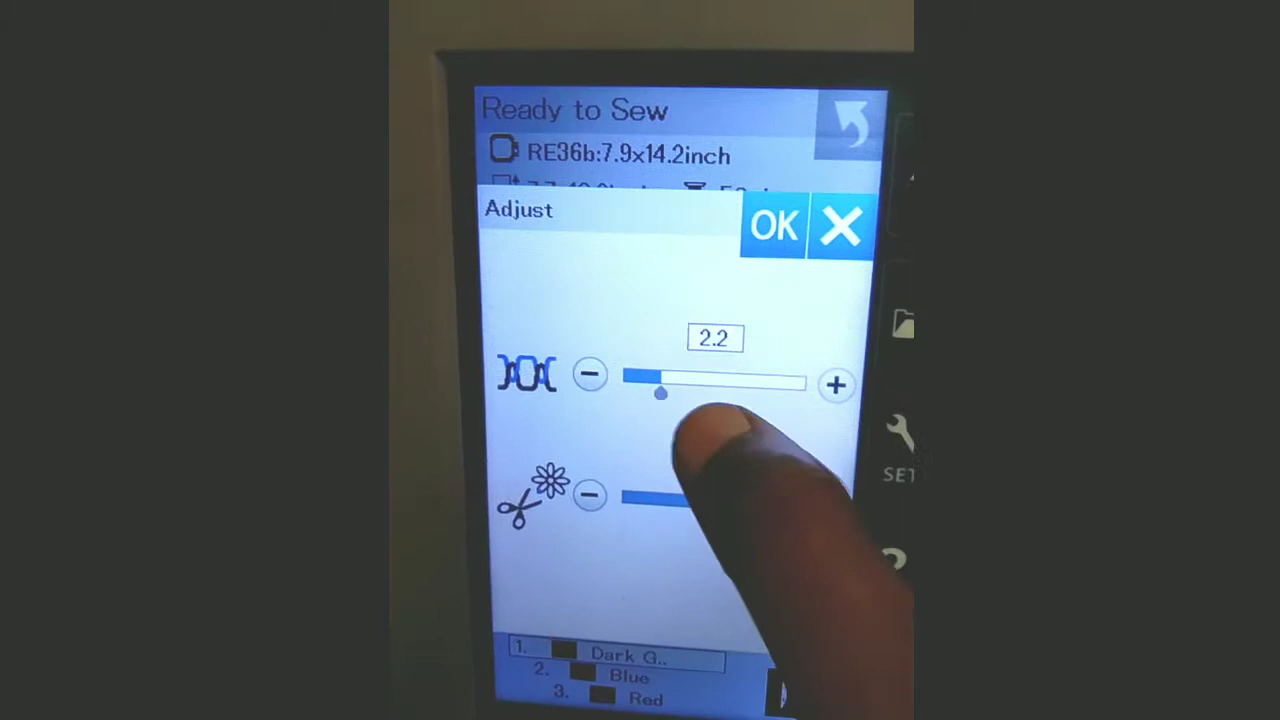 Ready to Sew
RE36b:7.9x14.2inch
Adjust
OK
2.2
SET
1. Dark G..
2. Blue
3. Red